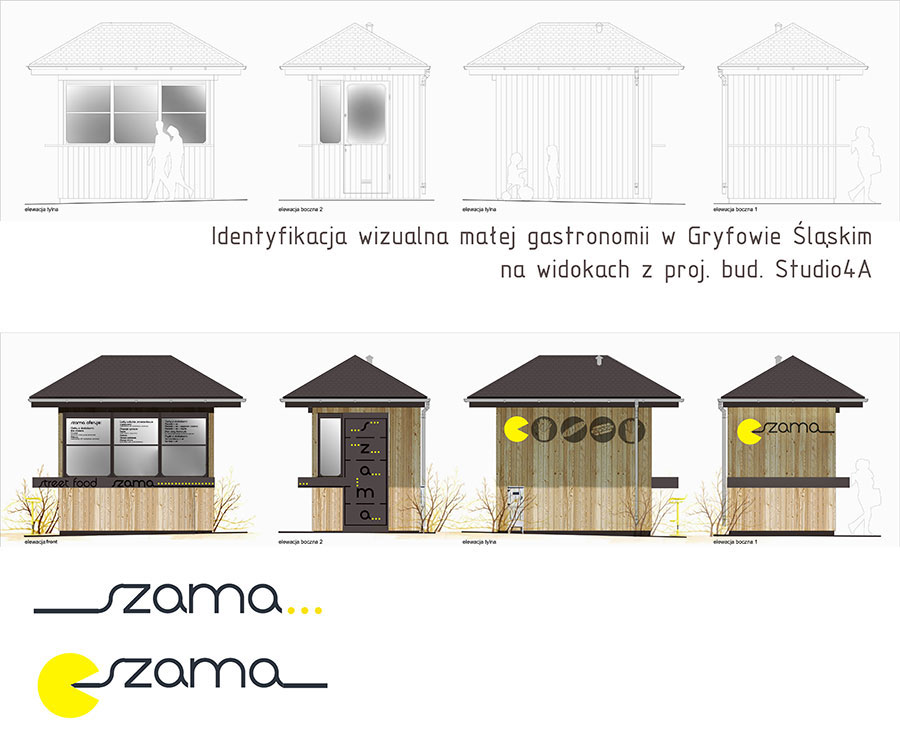 elewacja tylna
elewacja boczna 2
elewacja tylna
elewacja boczna 1
Identyfikacja wizualna małej gastronomii w Gryfowie Śląskim
na widokach z proj. bud. Studio4A
szama oferuje:
street food szama
s...
...z
..a..
m
a...
szama
elewacja front
elewacja boczna 2
elewacja tylna
elewacja boczna 1
szama...
szama